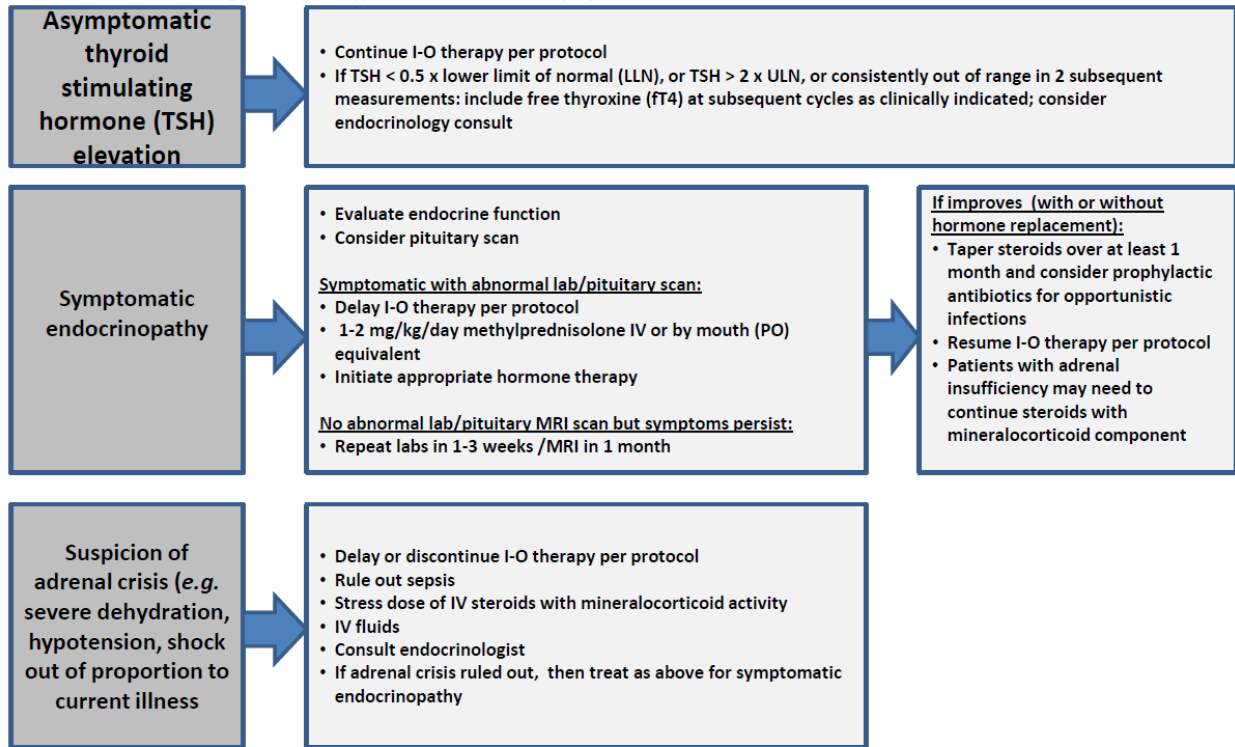 Asymptomatic
thyroid
stimulating
hormone (TSH)
elevation
• Continue I-O therapy per protocol
• If TSH < 0.5 x lower limit of normal (LLN), or TSH > 2 x ULN, or consistently out of range in 2 subsequent
measurements: include free thyroxine (fT4) at subsequent cycles as clinically indicated; consider
endocrinology consult
Symptomatic
endocrinopathy
• Evaluate endocrine function
• Consider pituitary scan
Symptomatic with abnormal lab/pituitary scan:
• Delay I-O therapy per protocol
• 1-2 mg/kg/day methylprednisolone IV or by mouth (PO)
equivalent
• Initiate appropriate hormone therapy
No abnormal lab/pituitary MRI scan but symptoms persist:
• Repeat labs in 1-3 weeks /MRI in 1 month
If improves (with or without
hormone replacement):
• Taper steroids over at least 1
month and consider prophylactic
antibiotics for opportunistic
infections
• Resume I-O therapy per protocol
• Patients with adrenal
insufficiency may need to
continue steroids with
mineralocorticoid component
Suspicion of
adrenal crisis (e.g.
severe dehydration,
hypotension, shock
out of proportion to
current illness
• Delay or discontinue I-O therapy per protocol
• Rule out sepsis
• Stress dose of IV steroids with mineralocorticoid activity
• IV fluids
• Consult endocrinologist
• If adrenal crisis ruled out, then treat as above for symptomatic
endocrinopathy